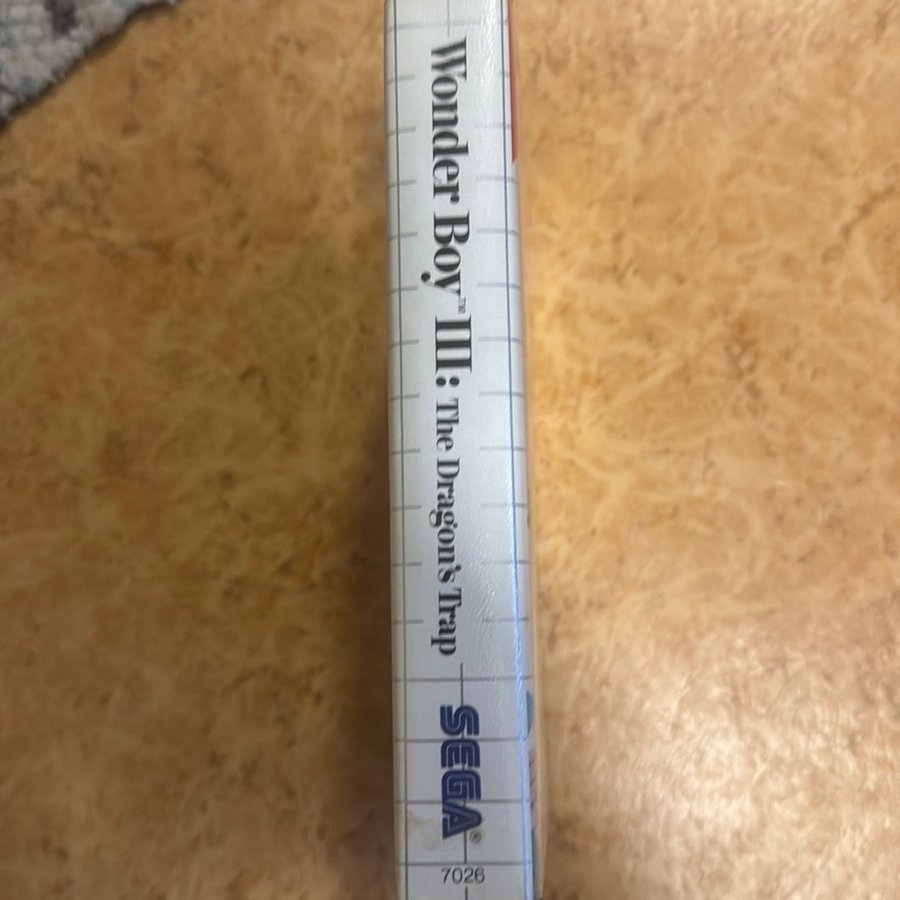 Wonder Boy™ III: The Dragon's Trap
SEGA®
7026